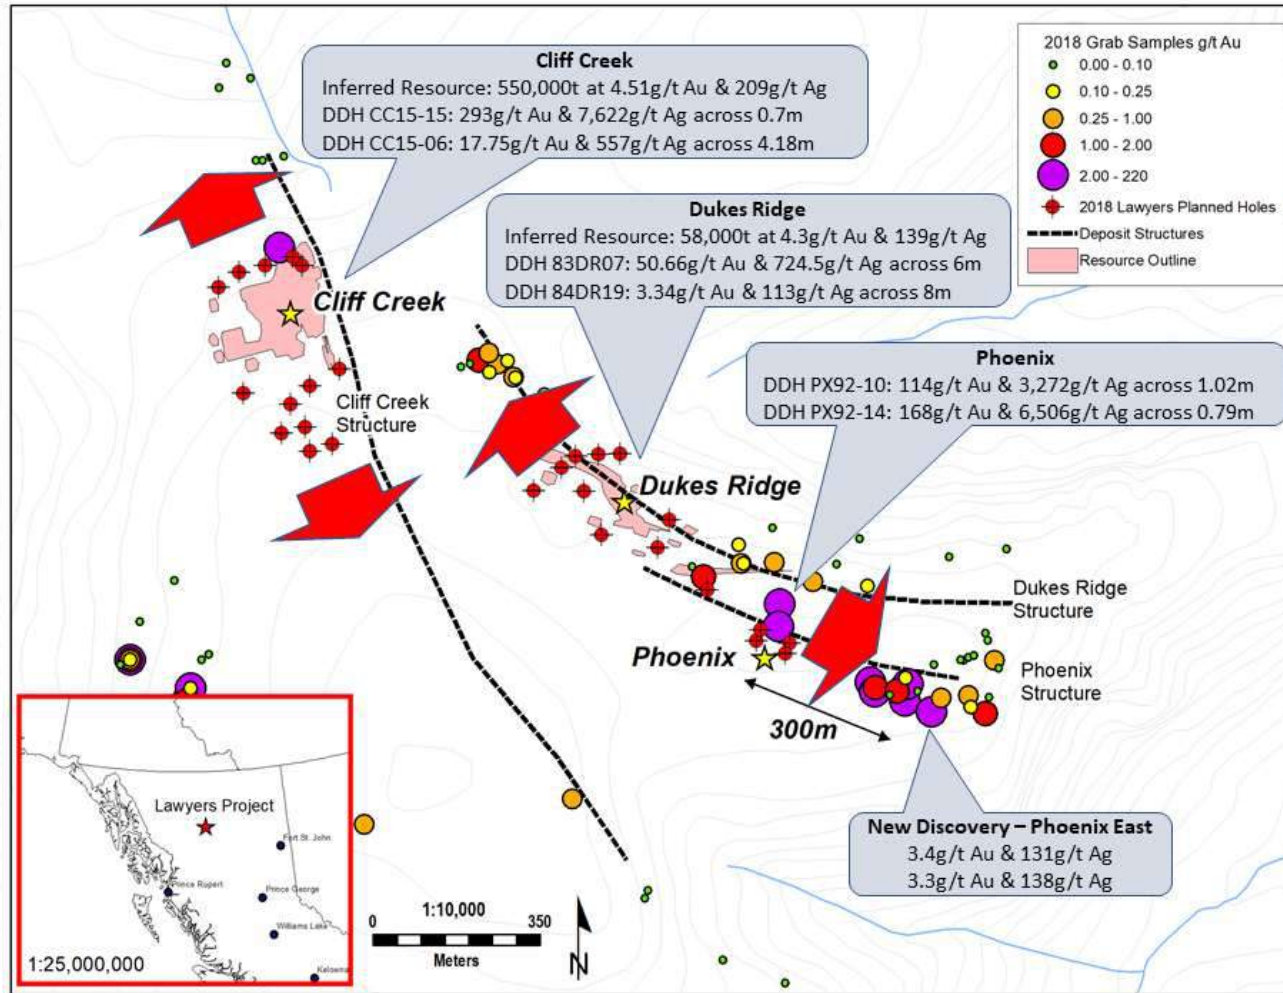 Cliff Creek
Inferred Resource: 550,000t at 4.51g/t Au & 209g/t Ag
DDH CC15-15: 293g/t Au & 7,622g/t Ag across 0.7m
DDH CC15-06: 17.75g/t Au & 557g/t Ag across 4.18m
2018 Grab Samples g/t Au
0.00 - 0.10
0.10 - 0.25
0.25 - 1.00
1.00 - 2.00
2.00 - 220
2018 Lawyers Planned Holes
Deposit Structures
Resource Outline
Dukes Ridge
Inferred Resource: 58,000t at 4.3g/t Au & 139g/t Ag
DDH 83DR07: 50.66g/t Au & 724.5g/t Ag across 6m
DDH 84DR19: 3.34g/t Au & 113g/t Ag across 8m
Cliff Creek
Phoenix
DDH PX92-10: 114g/t Au & 3,272g/t Ag across 1.02m
DDH PX92-14: 168g/t Au & 6,506g/t Ag across 0.79m
Cliff Creek
Structure
Dukes Ridge
Dukes Ridge
Structure
Phoenix
Phoenix
Structure
300m
New Discovery – Phoenix East
3.4g/t Au & 131g/t Ag
3.3g/t Au & 138g/t Ag
Lawyers Project
Fort St. John
Prince Rupert
Prince George
Williams Lake
1:25,000,000
0 1:10,000 350
Meters
N